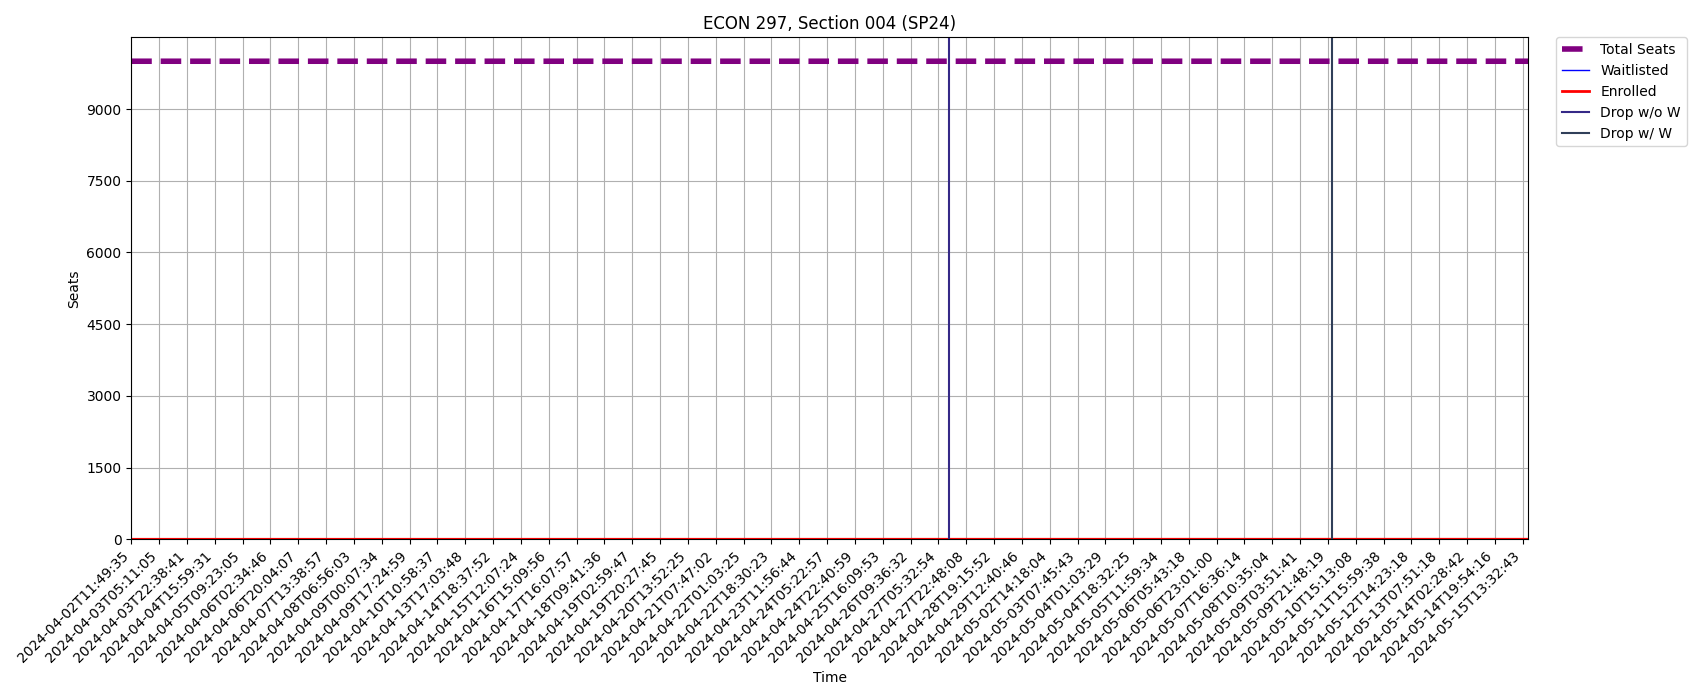 ECON 297, Section 004 (SP24)
Total Seats
Waitlisted
Enrolled
Drop w/o W
Drop w/ W
9000
7500
6000
4500
3000
1500
0
Seats
2024-04-02T11:49:35
2024-04-03T05:11:05
2024-04-03T22:38:41
2024-04-04T15:59:31
2024-04-05T09:23:05
2024-04-06T02:34:46
2024-04-06T20:04:07
2024-04-07T13:38:57
2024-04-08T06:56:03
2024-04-09T00:07:34
2024-04-09T17:24:59
2024-04-10T10:58:37
2024-04-13T17:03:48
2024-04-14T18:37:52
2024-04-15T12:07:24
2024-04-16T15:09:56
2024-04-17T16:07:57
2024-04-18T09:41:36
2024-04-19T02:59:47
2024-04-19T20:27:45
2024-04-20T13:52:25
2024-04-21T07:47:02
2024-04-22T01:03:25
2024-04-22T18:30:23
2024-04-23T11:56:44
2024-04-24T05:22:57
2024-04-24T22:40:59
2024-04-25T16:09:53
2024-04-26T09:36:32
2024-04-27T05:32:54
2024-04-27T22:48:08
2024-04-28T19:15:52
2024-04-29T12:40:46
2024-05-02T14:18:04
2024-05-03T07:45:43
2024-05-04T01:03:29
2024-05-04T18:32:25
2024-05-05T11:59:34
2024-05-06T05:43:18
2024-05-06T23:01:00
2024-05-07T16:36:14
2024-05-08T10:35:04
2024-05-09T03:51:41
2024-05-09T21:48:19
2024-05-10T15:13:08
2024-05-11T15:59:38
2024-05-12T14:23:18
2024-05-13T07:51:18
2024-05-14T02:28:42
2024-05-14T19:54:16
2024-05-15T13:32:43
Time